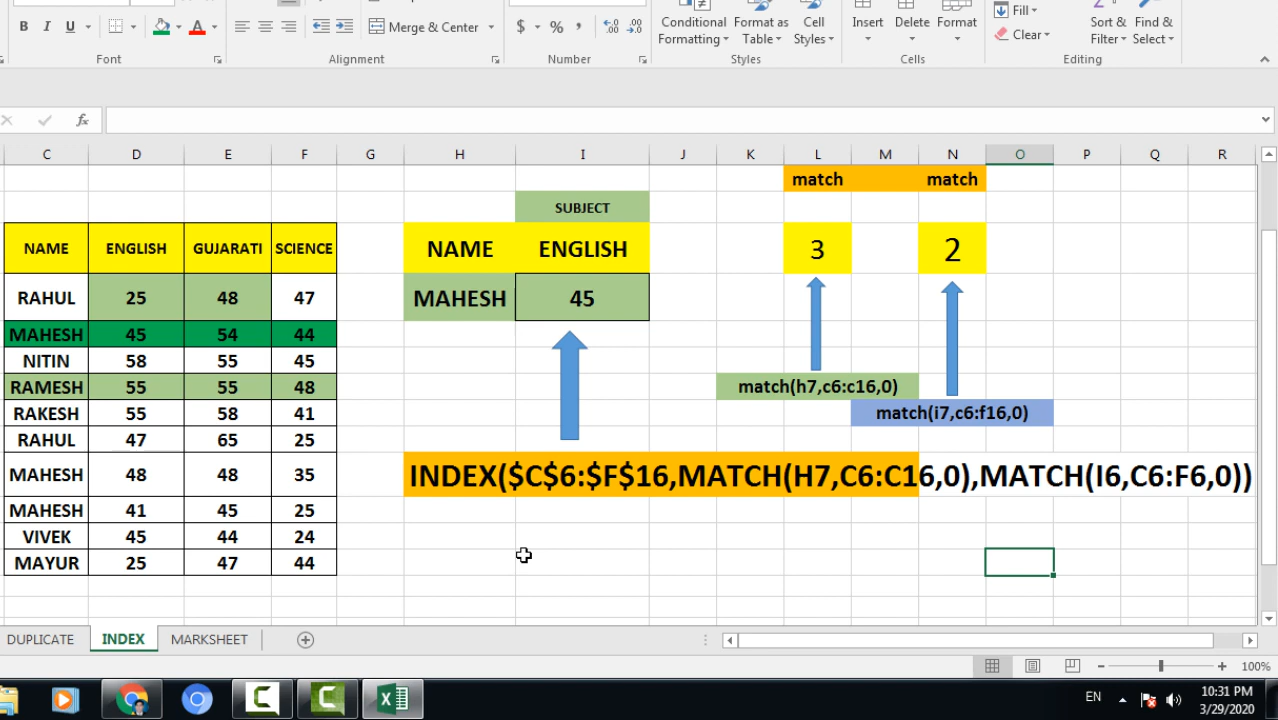 B I U
Merge & Center
$ % ,
Conditional Formatting
Format as Table
Cell Styles
Insert
Delete
Format
Fill
Clear
Sort & Filter
Find & Select
Font
Alignment
Number
Styles
Cells
Editing
fx
C D E F G H I J K L M N O P Q R
match match
SUBJECT
NAME ENGLISH GUJARATI SCIENCE
NAME ENGLISH
3 2
RAHUL 25 48 47
MAHESH 45
MAHESH 45 54 44
NITIN 58 55 45
RAMESH 55 55 48
match(h7,c6:c16,0)
RAKESH 55 58 41
match(i7,c6:f16,0)
RAHUL 47 65 25
MAHESH 48 48 35
INDEX($C$6:$F$16,MATCH(H7,C6:C16,0),MATCH(I6,C6:F6,0))
MAHESH 41 45 25
VIVEK 45 44 24
MAYUR 25 47 44
DUPLICATE INDEX MARKSHEET
100%
EN
10:31 PM
3/29/2020